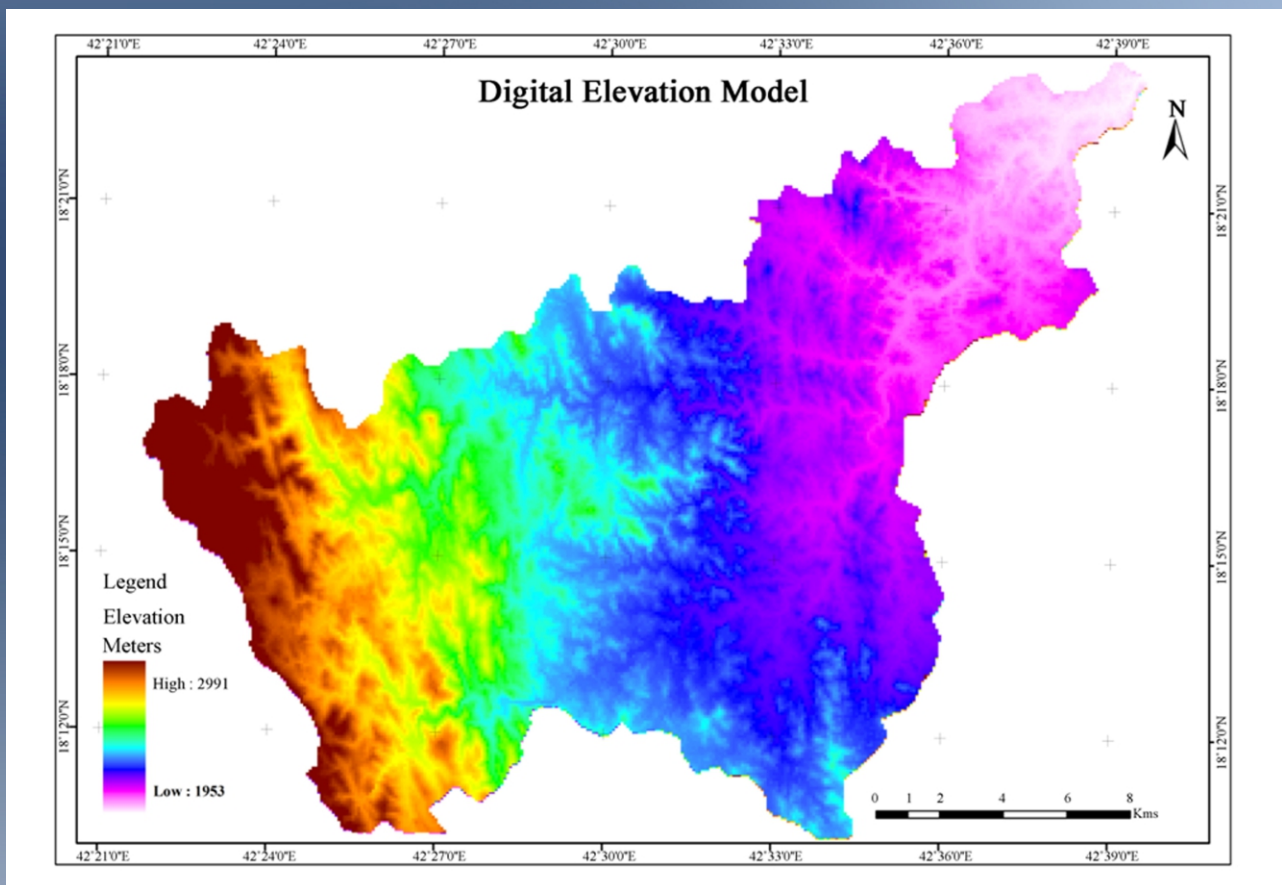 42°21'0"E 42°24'0"E 42°27'0"E 42°30'0"E 42°33'0"E 42°36'0"E 42°39'0"E
Digital Elevation Model
N
18°21'0"N
18°21'0"N
18°18'0"N
18°18'0"N
18°15'0"N
18°15'0"N
Legend
Elevation
Meters
High : 2991
Low : 1953
18°12'0"N
18°12'0"N
0 1 2 4 6 8
Kms
42°21'0"E 42°24'0"E 42°27'0"E 42°30'0"E 42°33'0"E 42°36'0"E 42°39'0"E